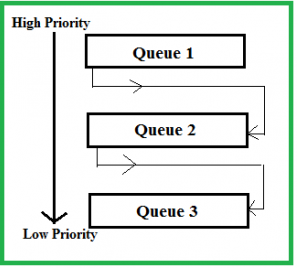 High Priority
Queue 1
Queue 2
Queue 3
Low Priority